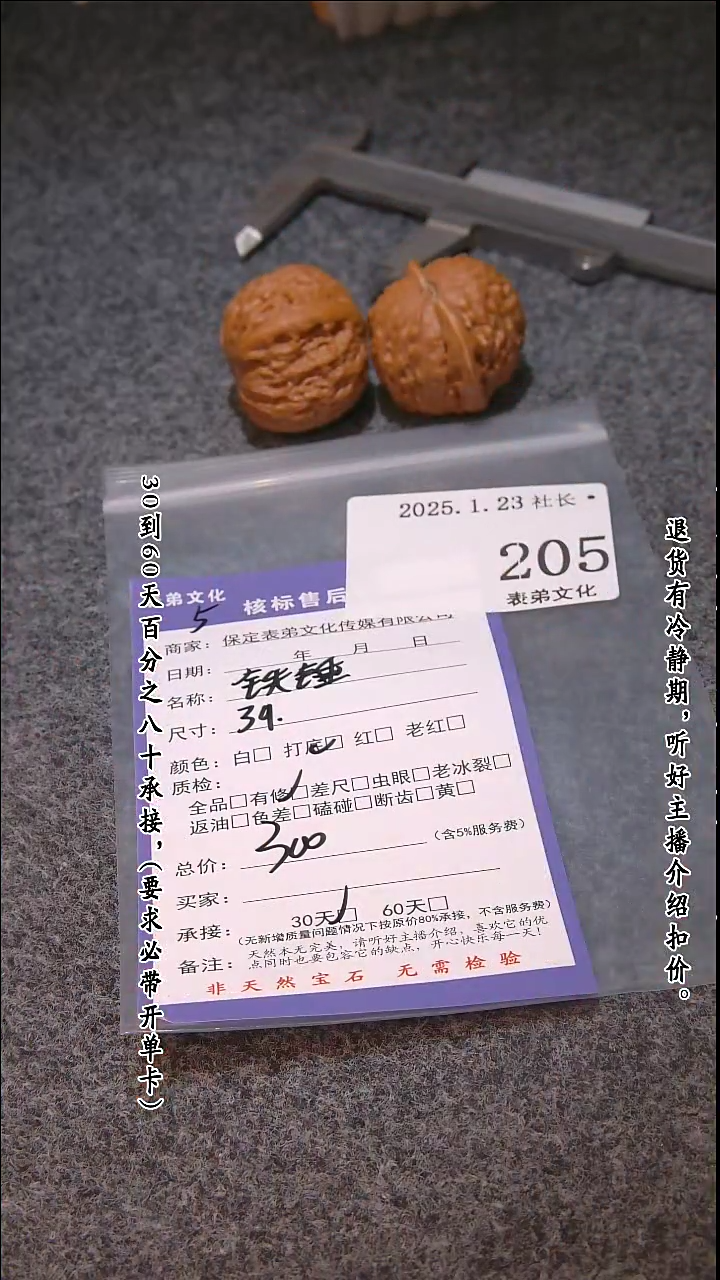 2025.1.23 社长
205
表弟文化
弟文化
核标售后
5
商家：保定表弟文化传媒有限公司
日期： 年 月 日
名称：铁锤
尺寸：39.
颜色：白□ 打底□ 红□ 老红□
质检：
全品□有修□差尺□虫眼□老冰裂□
返油□色差□磕碰□断齿□黄□
总价：300（含5%服务费）
买家：
承接：30天□ 60天□
（无新增质量问题情况下按原价80%承接，不含服务费）
备注：天然本无完美，请听好主播介绍，喜欢它的优
点同时也要包容它的缺点，开心快乐每一天！
非天然宝石 无需检验
30到60天百分之八十承接，（要求必带开单卡）
退货有冷静期，听好主播介绍扣价。